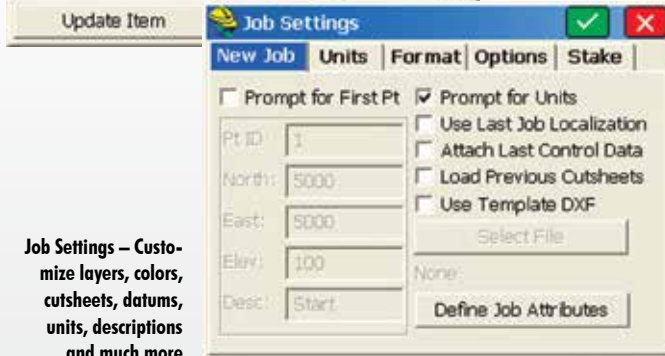 Update Item
Job Settings
New Job Units Format Options Stake
Prompt for First Pt
Pt ID 1
North: 5000
East: 5000
Elev: 100
Desc: Start
Prompt for Units
Use Last Job Localization
Attach Last Control Data
Load Previous Cutsheets
Use Template DXF
Select File
None
Define Job Attributes
Job Settings – Custo-
mize layers, colors,
cutsheets, datums,
units, descriptions
and much more